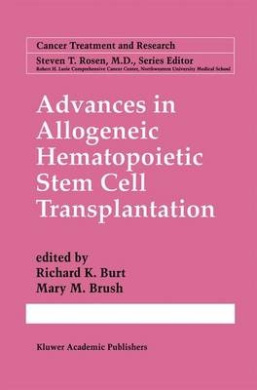 Cancer Treatment and Research
Steven T. Rosen, M.D., Series Editor
Robert H. Lurie Comprehensive Cancer Center, Northwestern University Medical School
Advances in
Allogeneic
Hematopoietic
Stem Cell
Transplantation
edited by
Richard K. Burt
Mary M. Brush
Kluwer Academic Publishers